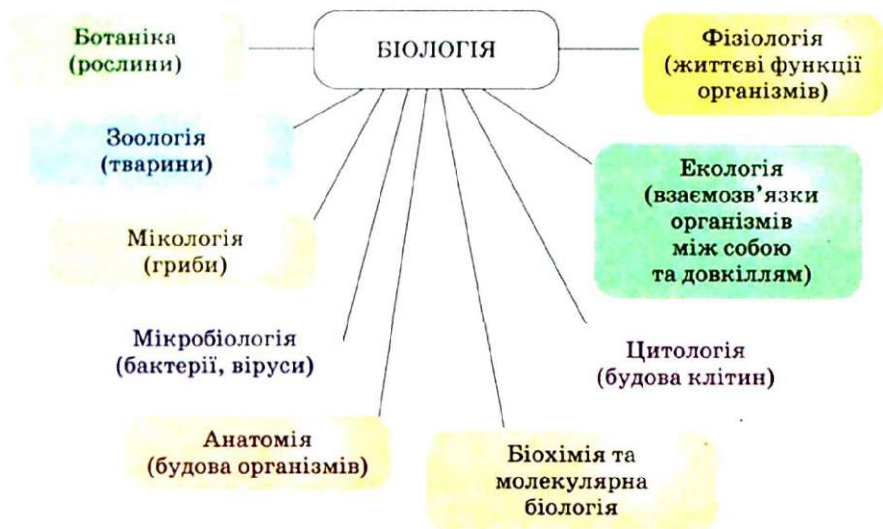 БІОЛОГІЯ
Ботаніка
(рослини)
Зоологія
(тварини)
Мікологія
(гриби)
Мікробіологія
(бактерії, віруси)
Анатомія
(будова організмів)
Біохімія та
молекулярна
біологія
Цитологія
(будова клітин)
Екологія
(взаємозв’язки
організмів
між собою
та довкіллям)
Фізіологія
(життєві функції
організмів)